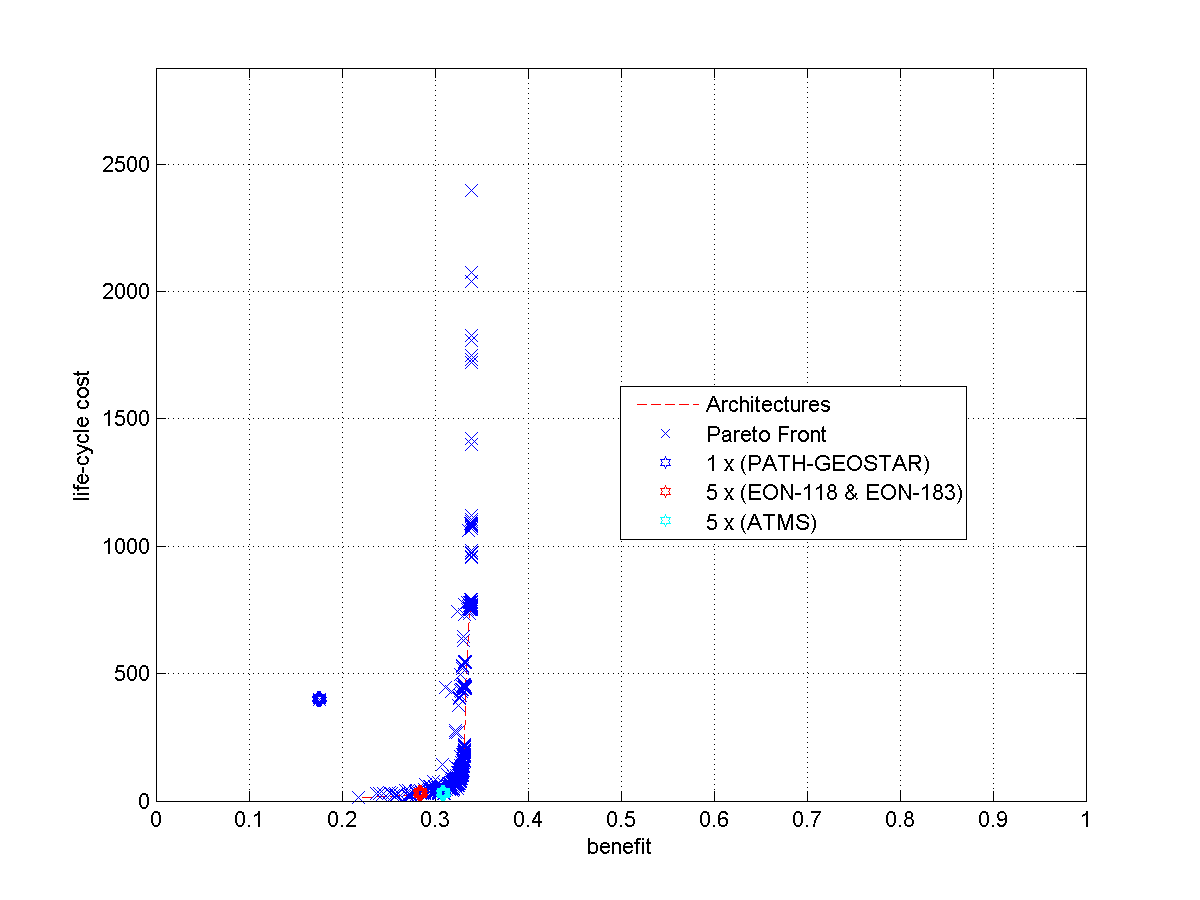 2500
2000
1500
1000
500
0
life-cycle cost
Architectures
Pareto Front
1 x (PATH-GEOSTAR)
5 x (EON-118 & EON-183)
5 x (ATMS)
0 0.1 0.2 0.3 0.4 0.5 0.6 0.7 0.8 0.9 1
benefit